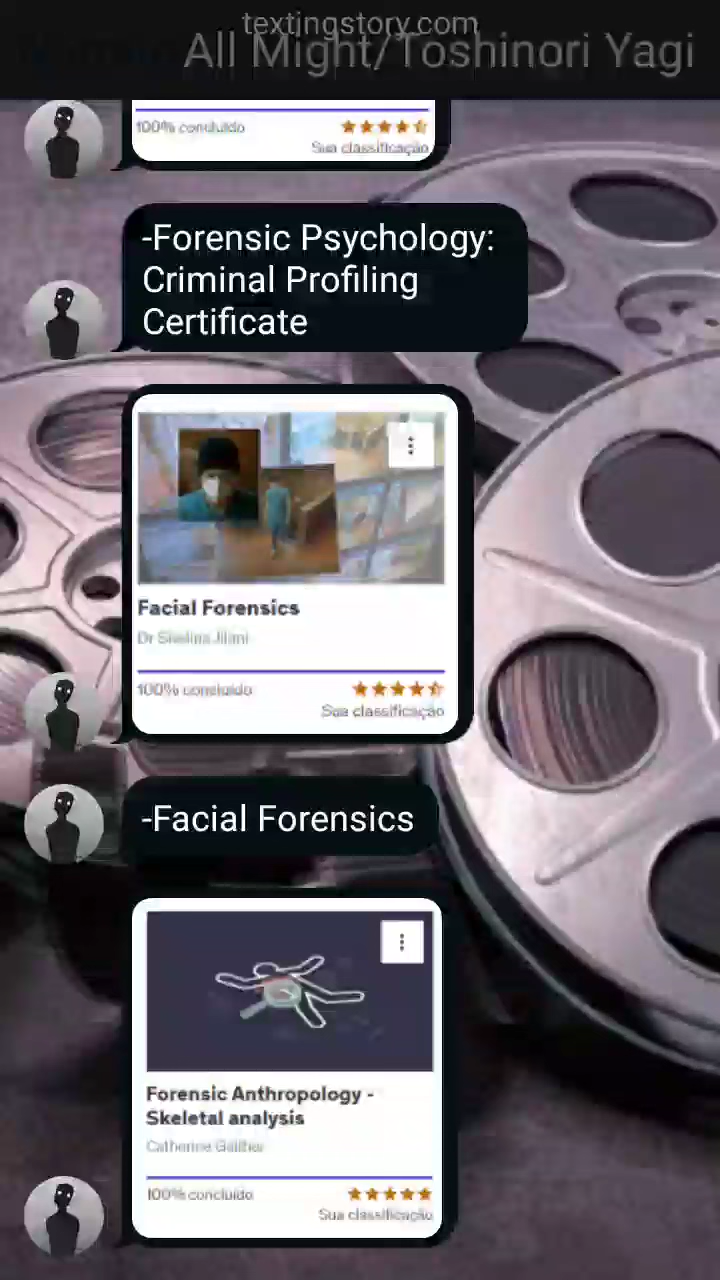 textingstory.com
All Might/Toshinori Yagi
100% concluído
Sua classificação
-Forensic Psychology:
Criminal Profiling
Certificate
Facial Forensics
100% concluído
Sua classificação
-Facial Forensics
Forensic Anthropology -
Skeletal analysis
100% concluído
Sua classificação